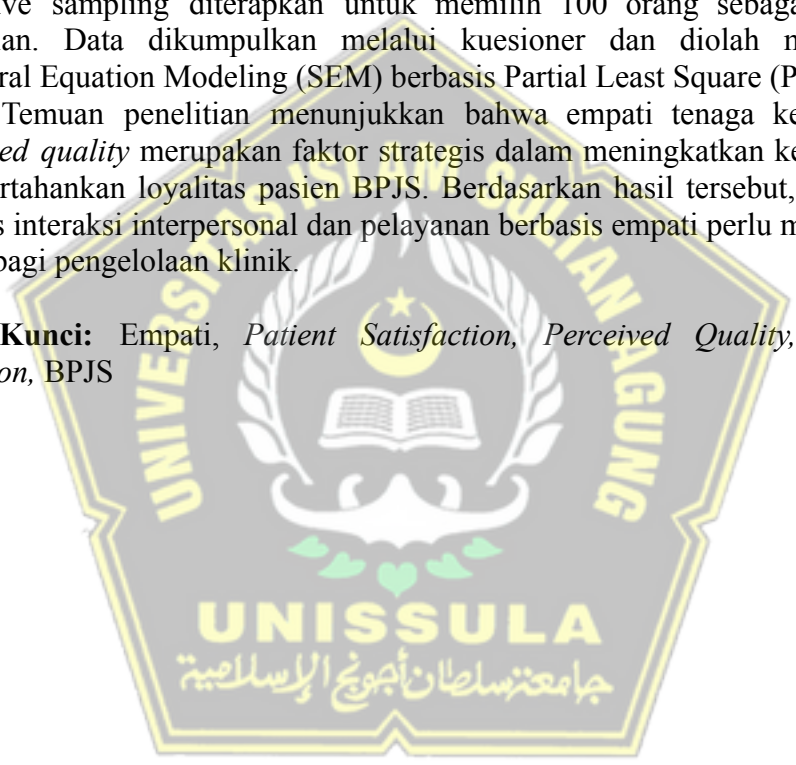 ve sampling diterapkan untuk memilih 100 orang sebaga
an. Data dikumpulkan melalui kuesioner dan diolah m
ral Equation Modeling (SEM) berbasis Partial Least Square (P
Temuan penelitian menunjukkan bahwa empati tenaga ke
ed quality merupakan faktor strategis dalam meningkatkan ke
rtahankan loyalitas pasien BPJS. Berdasarkan hasil tersebut,
s interaksi interpersonal dan pelayanan berbasis empati perlu m
bagi pengelolaan klinik.
Kunci: Empati, Patient Satisfaction, Perceived Quality,
on, BPJS
UNIVERSITAS ISLAM SULTAN AGUNG
UNISSULA
جامعتسلطان أجونج الإسلامية